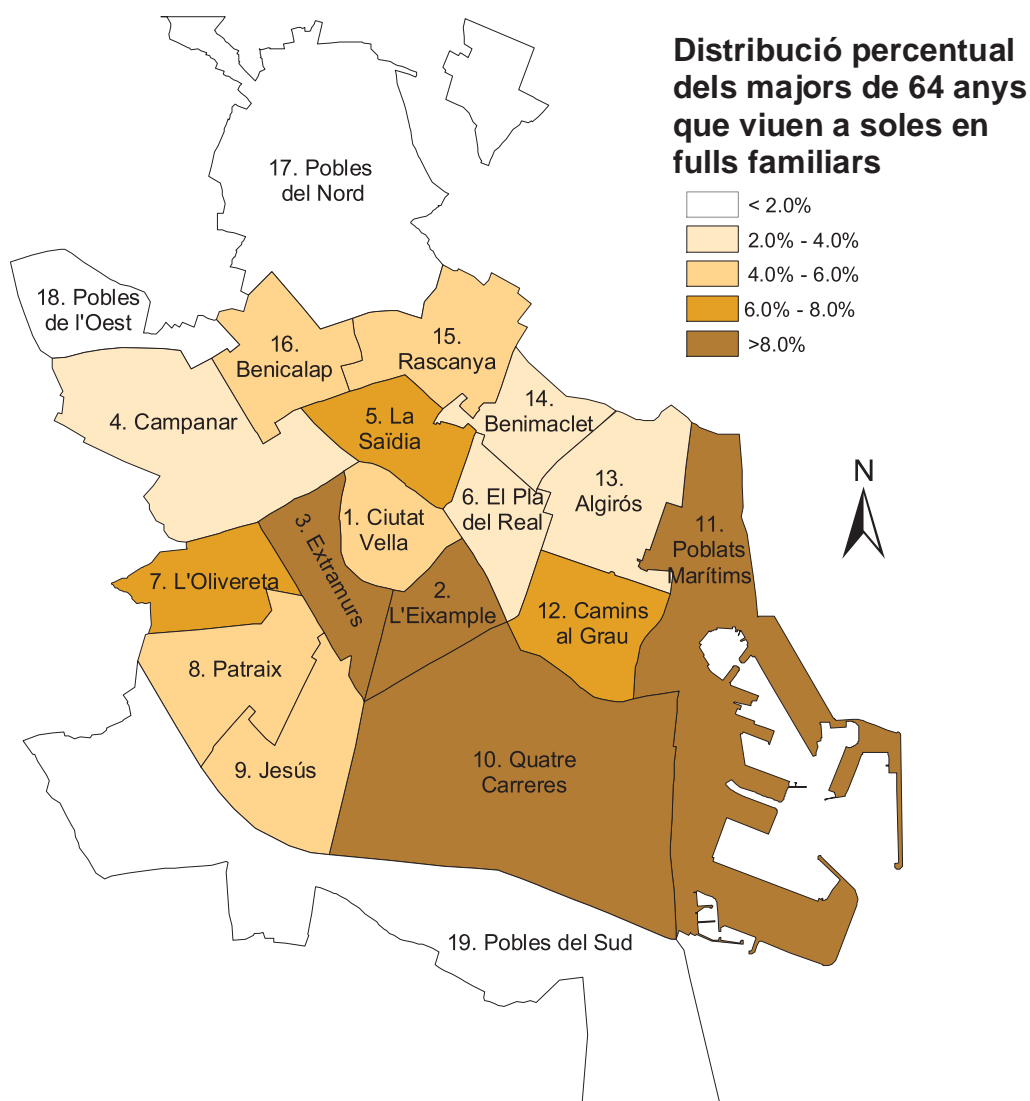 Distribució percentual
dels majors de 64 anys
que viuen a soles en
fulls familiars
< 2.0%
2.0% - 4.0%
4.0% - 6.0%
6.0% - 8.0%
>8.0%
17. Pobles
del Nord
18. Pobles
de l'Oest
16.
Benicalap
15.
Rascanya
4. Campanar
5. La
Saïdia
14.
Benimaclet
N
6. El Pla
del Real
13.
Algirós
1. Ciutat
Vella
3. Extramurs
11.
Poblats
Marítims
7. L'Olivereta
2.
L'Eixample
12. Camins
al Grau
8. Patraix
9. Jesús
10. Quatre
Carreres
19. Pobles del Sud